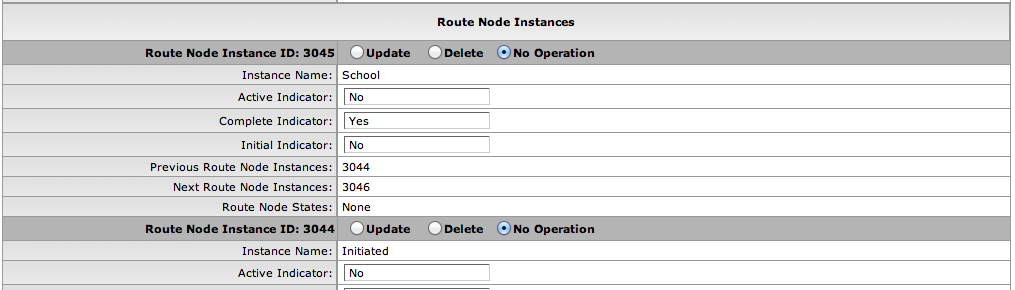 Route Node Instances
Route Node Instance ID: 3045 Update Delete No Operation
Instance Name: School
Active Indicator: No
Complete Indicator: Yes
Initial Indicator: No
Previous Route Node Instances: 3044
Next Route Node Instances: 3046
Route Node States: None
Route Node Instance ID: 3044 Update Delete No Operation
Instance Name: Initiated
Active Indicator: No